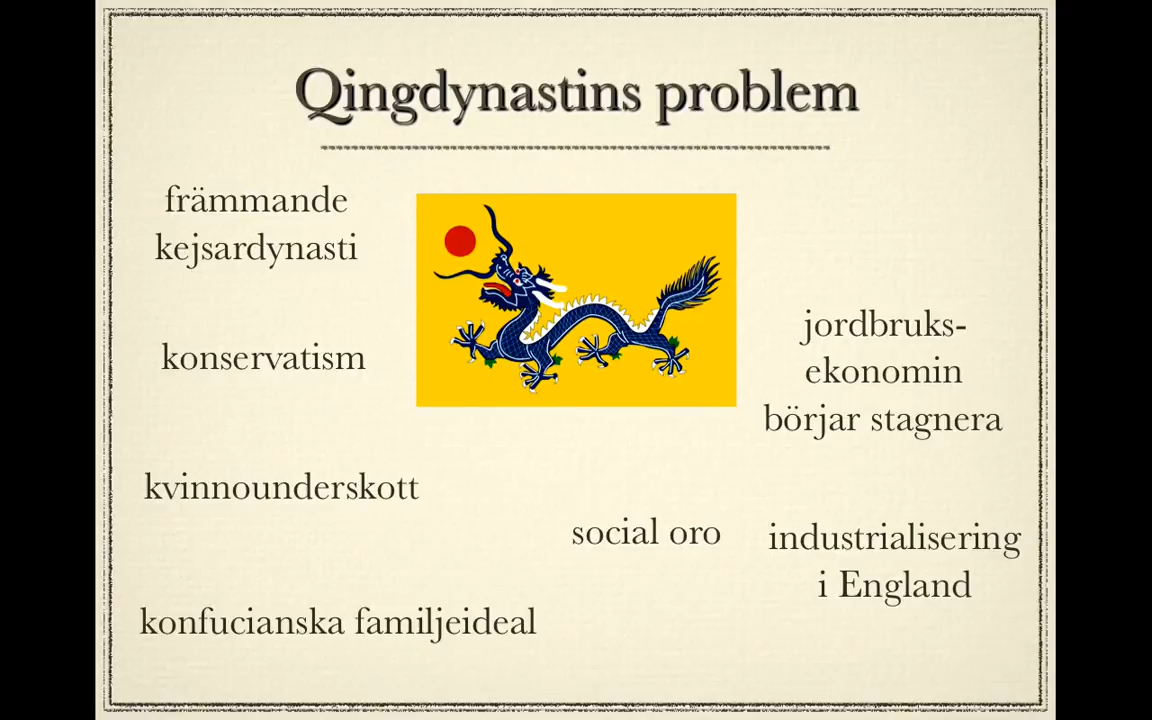 Qingdynastins problem
främmande
kejsardynasti
konservatism
kvinnounderskott
konfucianska familjeideal
social oro
jordbruks-
ekonomin
börjar stagnera
industrialisering
i England